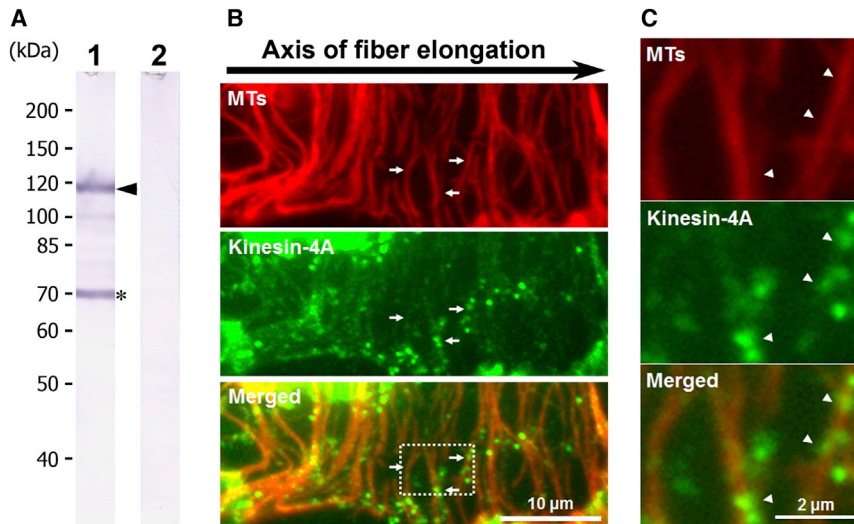 A
(kDa)
1 2
200
150
120
100
85
70
*
60
50
40
B
Axis of fiber elongation
MTs
Kinesin-4A
Merged
10 µm
C
MTs
Kinesin-4A
Merged
2 µm